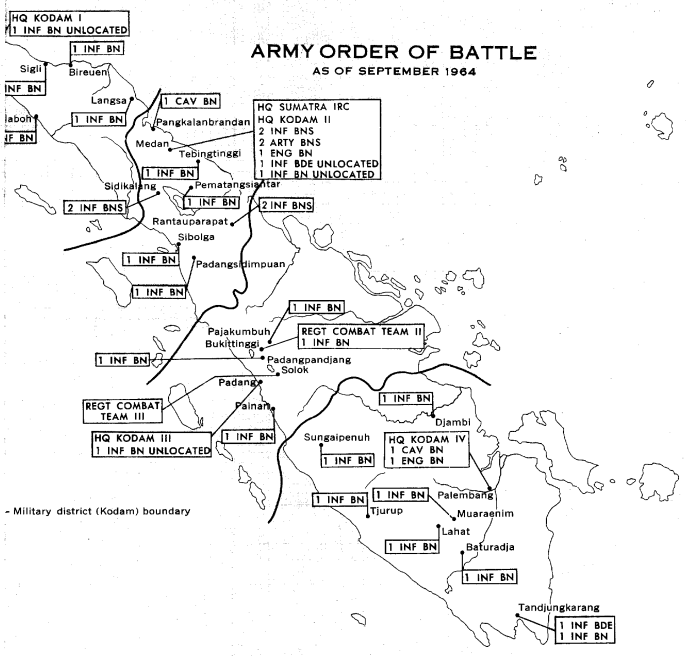 HQ KODAM I
1 INF BN UNLOCATED
1 INF BN
Sigli
Bireuen
INF BN
Langsa
1 INF BN
laboh
NF BN
ARMY ORDER OF BATTLE
AS OF SEPTEMBER 1964
1 CAV BN
Pangkalanbrandan
HQ SUMATRA IRC
HQ KODAM II
2 INF BNS
2 ARTY BNS
1 ENG BN
1 INF BDE UNLOCATED
1 INF BN UNLOCATED
Medan
Tebingtinggi
1 INF BN
Sidikalang
Pematangsiantar
2 INF BNS
1 INF BN
2 INF BNS
Rantauparapat
Sibolga
1 INF BN
Padangsidimpuan
1 INF BN
1 INF BN
Pajakumbuh
Bukittinggi
REGT COMBAT TEAM II
1 INF BN
1 INF BN
Padangpandjang
Solok
Padang
REGT COMBAT
TEAM III
Painan
1 INF BN
HQ KODAM III
1 INF BN UNLOCATED
1 INF BN
Djambi
Sungaipenuh
1 INF BN
HQ KODAM IV
1 CAV BN
1 ENG BN
Palembang
1 INF BN
1 INF BN
Tjurup
Muaraenim
Lahat
1 INF BN
Baturadja
1 INF BN
- Military district (Kodam) boundary
Tandjungkarang
1 INF BDE
1 INF BN